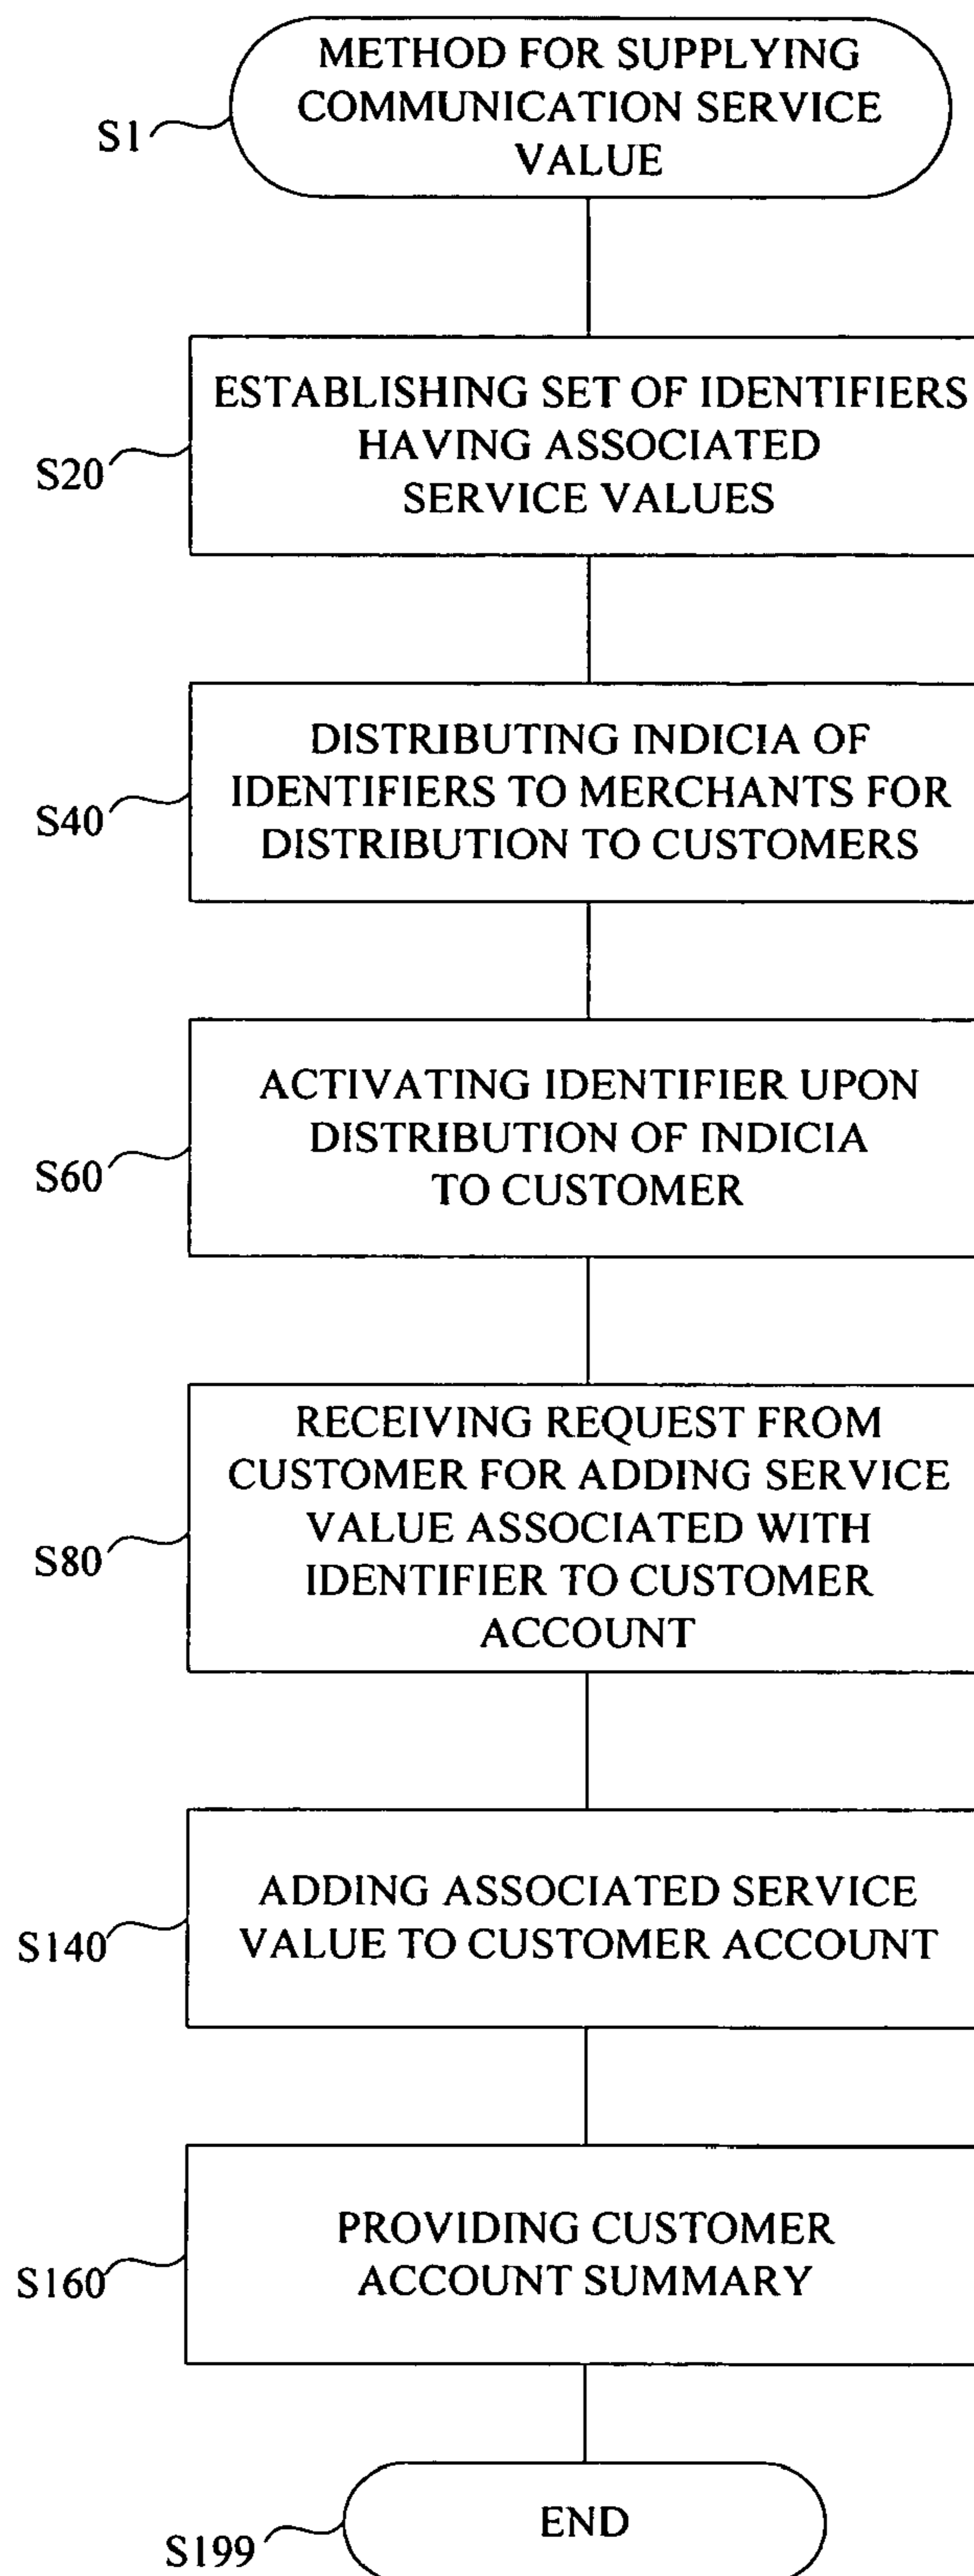 METHOD FOR SUPPLYING
COMMUNICATION SERVICE
VALUE
S1
ESTABLISHING SET OF IDENTIFIERS
HAVING ASSOCIATED
SERVICE VALUES
S20
DISTRIBUTING INDICIA OF
IDENTIFIERS TO MERCHANTS FOR
DISTRIBUTION TO CUSTOMERS
S40
ACTIVATING IDENTIFIER UPON
DISTRIBUTION OF INDICIA
TO CUSTOMER
S60
RECEIVING REQUEST FROM
CUSTOMER FOR ADDING SERVICE
VALUE ASSOCIATED WITH
IDENTIFIER TO CUSTOMER
ACCOUNT
S80
ADDING ASSOCIATED SERVICE
VALUE TO CUSTOMER ACCOUNT
S140
PROVIDING CUSTOMER
ACCOUNT SUMMARY
S160
END
S199